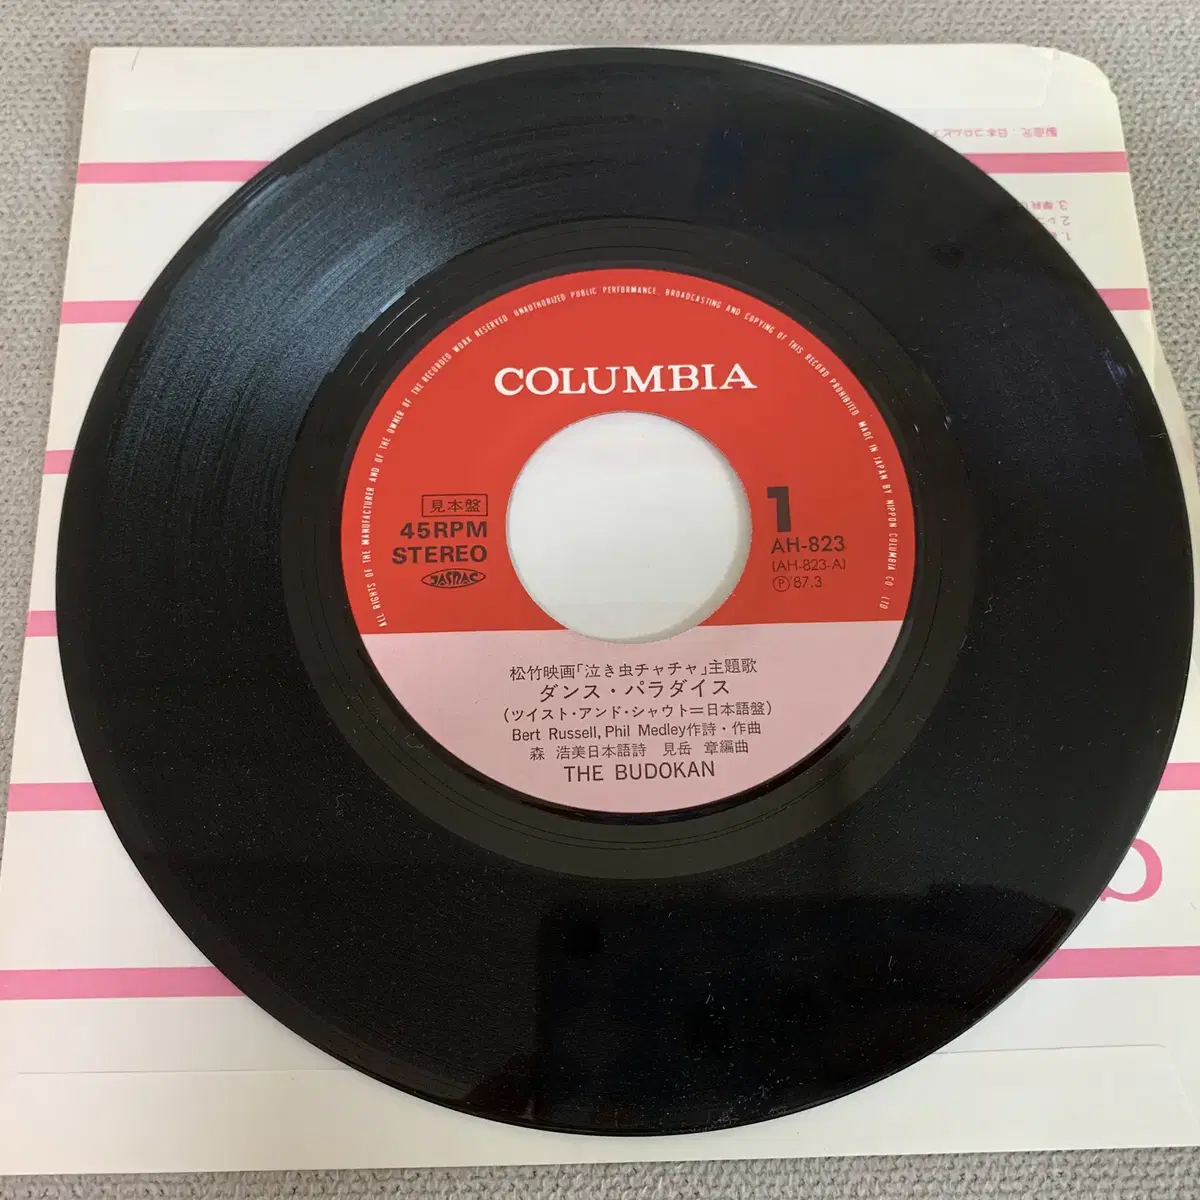 ALL RIGHTS OF THE MANUFACTURER AND OF THE OWNER OF THE RECORDED WORK RESERVED. UNAUTHORIZED PUBLIC PERFORMANCE. BROADCASTING AND COPYING OF THIS RECORD PROHIBITED. MADE IN JAPAN BY NIPPON COLUMBIA CO. LTD
COLUMBIA
見本盤
45RPM
STEREO
JASRAC
1
AH-823
(AH-823-A)
Ⓟ'87.3
松竹映画「泣き虫チャチャ」主題歌
ダンス・パラダイス
(ツイスト・アンド・シャウト=日本語盤)
Bert Russell, Phil Medley作詩・作曲
森 浩美日本語詩 見岳 章編曲
THE BUDOKAN